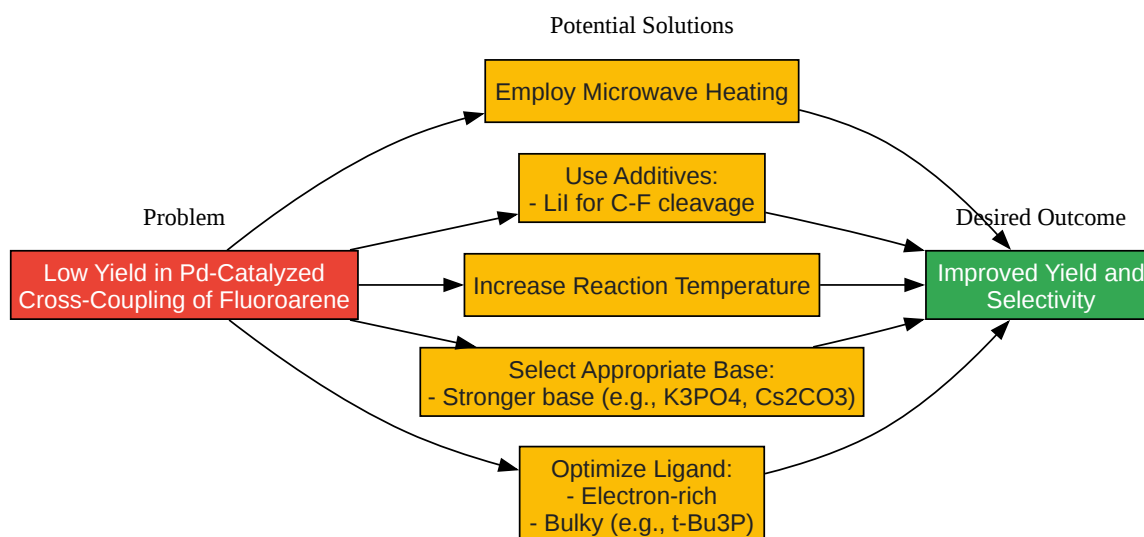 Potential Solutions
Employ Microwave Heating
Use Additives:
- LiI for C-F cleavage
Problem
Desired Outcome
Low Yield in Pd-Catalyzed
Cross-Coupling of Fluoroarene
Increase Reaction Temperature
Improved Yield and
Selectivity
Select Appropriate Base:
- Stronger base (e.g., K3PO4, Cs2CO3)
Optimize Ligand:
- Electron-rich
- Bulky (e.g., t-Bu3P)